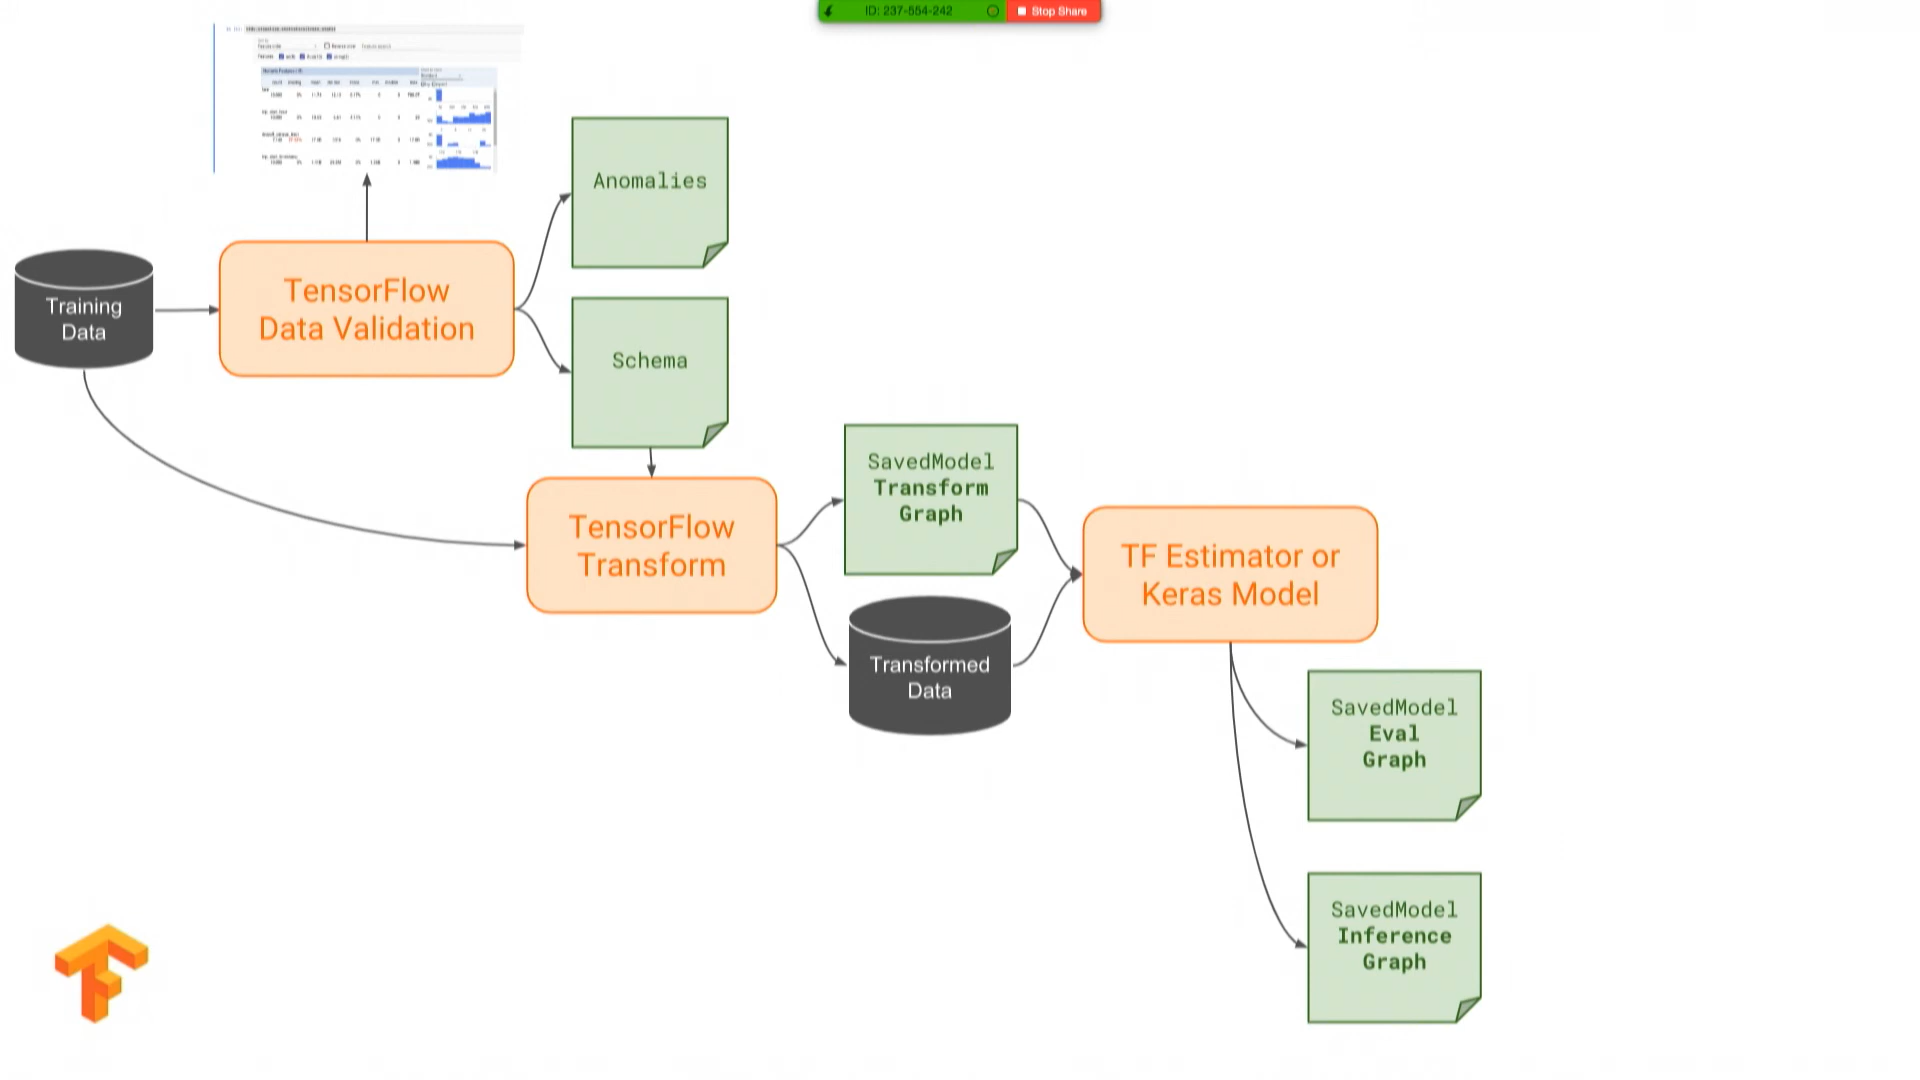 ID: 237-554-242
Stop Share
Anomalies
Training
Data
TensorFlow
Data Validation
Schema
SavedModel
Transform
Graph
TensorFlow
Transform
TF Estimator or
Keras Model
Transformed
Data
SavedModel
Eval
Graph
SavedModel
Inference
Graph